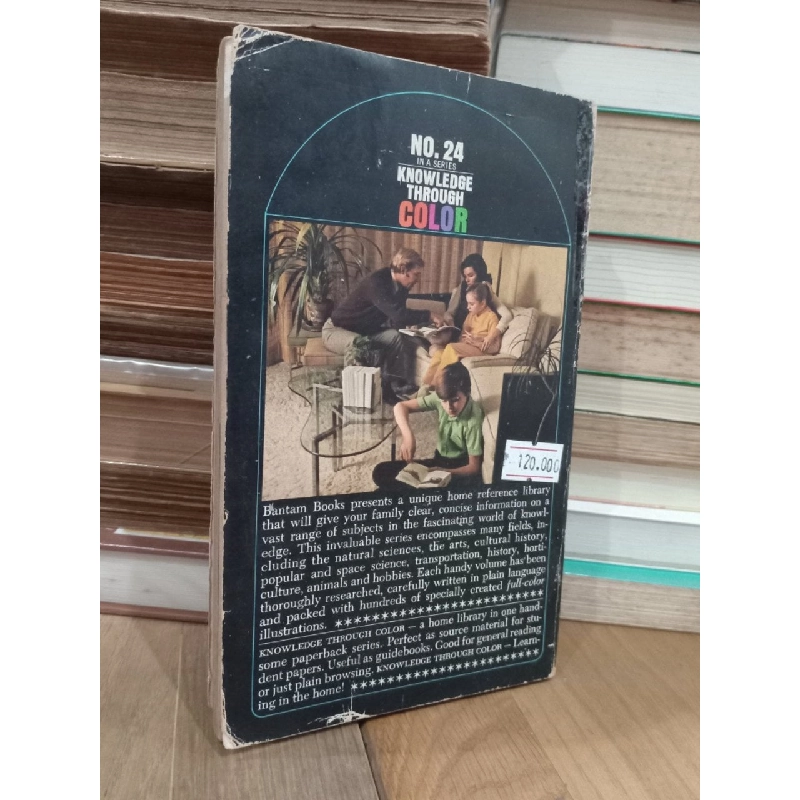 NO. 24
IN A SERIES
KNOWLEDGE
THROUGH
COLOR
120.000
Bantam Books presents a unique home reference library
that will give your family clear, concise information on a
vast range of subjects in the fascinating world of knowl-
edge. This invaluable series encompasses many fields, in-
cluding the natural sciences, the arts, cultural history,
popular and space science, transportation, history, horti-
culture, animals and hobbies. Each handy volume has been
thoroughly researched, carefully written in plain language
and packed with hundreds of specially created full-color
illustrations. ★★★★★★★★★★★★★★★★★★★★★
KNOWLEDGE THROUGH COLOR — a home library in one hand-
some paperback series. Perfect as source material for stu-
dent papers. Useful as guidebooks. Good for general reading
or just plain browsing. KNOWLEDGE THROUGH COLOR — Learn-
ing in the home! ★★★★★★★★★★★★★★★★★★★